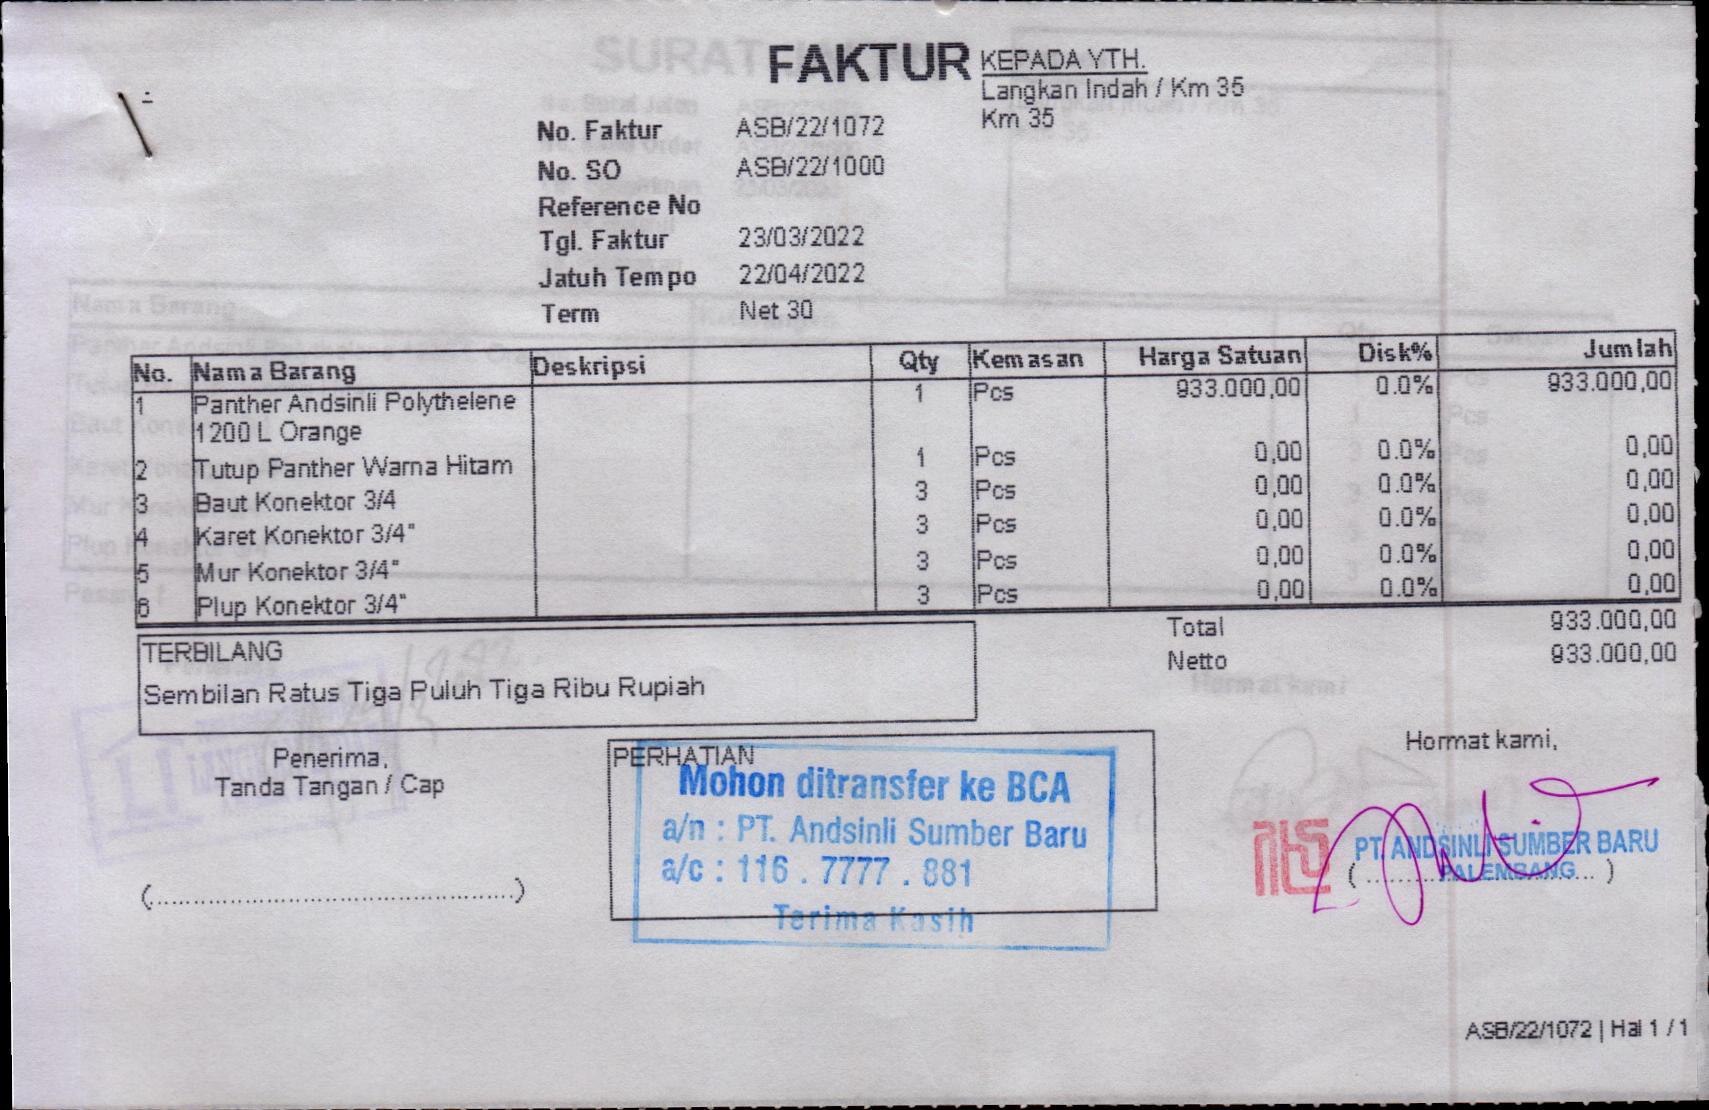 FAKTUR
KEPADA YTH.
Langkan Indah / Km 35
Km 35
No. Faktur ASB/22/1072
No. SO ASB/22/1000
Reference No
Tgl. Faktur 23/03/2022
Jatuh Tempo 22/04/2022
Term Net 30
No. Nama Barang Deskripsi Qty Kemasan Harga Satuan Disk% Jumlah
1 Panther Andsinli Polythelene 1 Pcs 933.000,00 0.0% 933.000,00
1200 L Orange
2 Tutup Panther Warna Hitam 1 Pcs 0,00 0.0% 0,00
3 Baut Konektor 3/4 3 Pcs 0,00 0.0% 0,00
4 Karet Konektor 3/4" 3 Pcs 0,00 0.0% 0,00
5 Mur Konektor 3/4" 3 Pcs 0,00 0.0% 0,00
6 Plup Konektor 3/4" 3 Pcs 0,00 0.0% 0,00
Total 933.000,00
Netto 933.000,00
TERBILANG
Sembilan Ratus Tiga Puluh Tiga Ribu Rupiah
Penerima,
Tanda Tangan / Cap
(................................................)
PERHATIAN
Mohon ditransfer ke BCA
a/n : PT. Andsinli Sumber Baru
a/c : 116 . 7777 . 881
Terima Kasih
Hormat kami,
PT. ANDSINLI SUMBER BARU
PALEMBANG
ASB/22/1072 | Hal 1 / 1